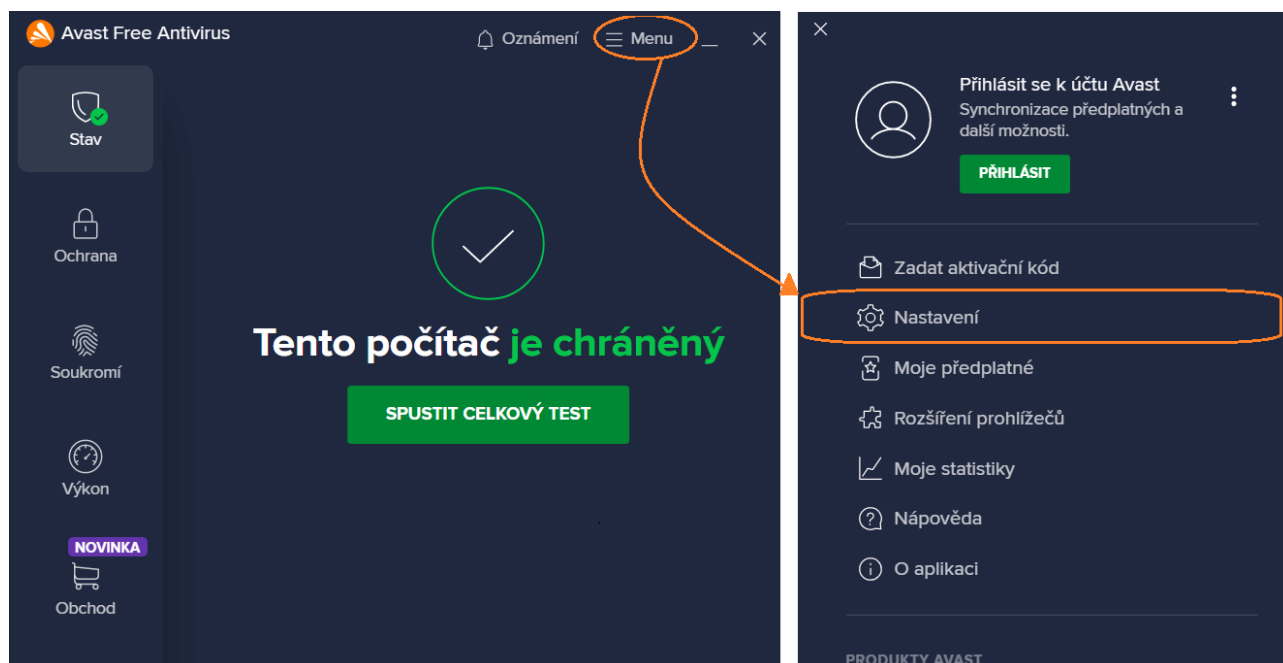 Avast Free Antivirus
Oznámení
Menu
Stav
Ochrana
Soukromí
Výkon
NOVINKA
Obchod
Tento počítač je chráněný
SPUSTIT CELKOVÝ TEST
Přihlásit se k účtu Avast
Synchronizace předplatných a
další možnosti.
PŘIHLÁSIT
Zadat aktivační kód
Nastavení
Moje předplatné
Rozšíření prohlížečů
Moje statistiky
Nápověda
O aplikaci
PRODUKTY AVAST